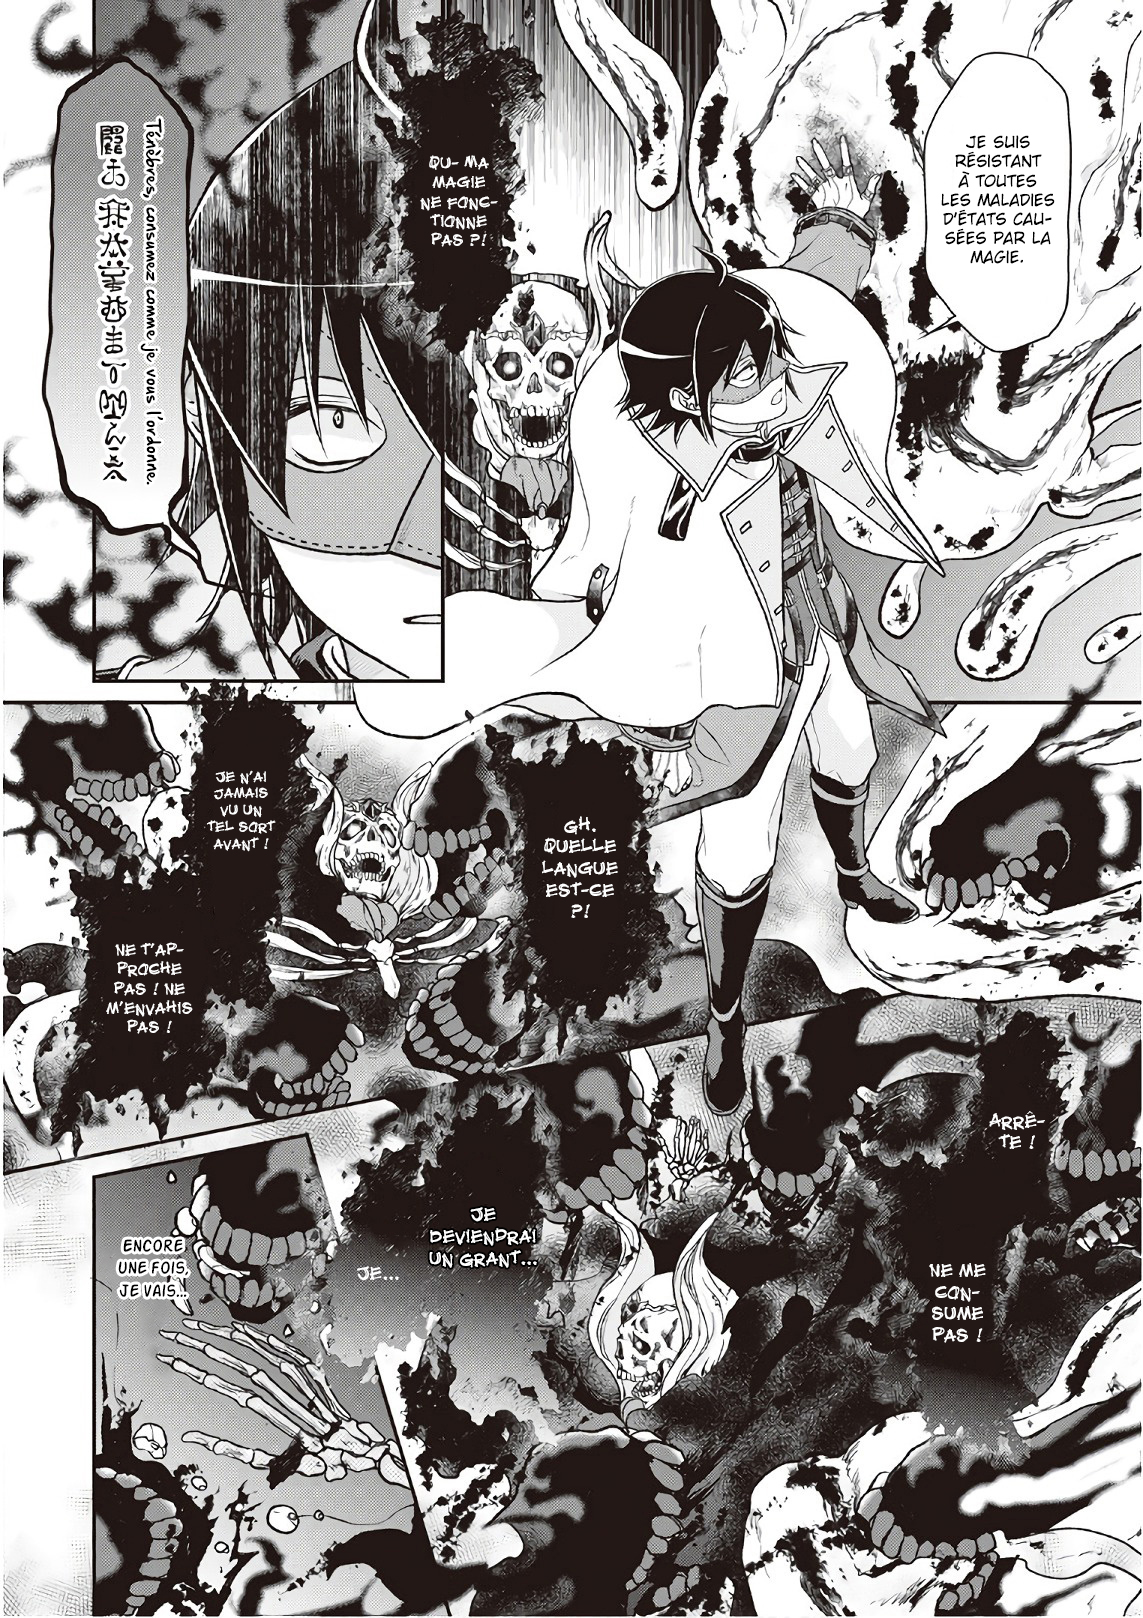 JE SUIS
RÉSISTANT
À TOUTES
LES MALADIES
D'ÉTATS CAU-
SÉES PAR LA
MAGIE.
QU- MA
MAGIE
NE FONC-
TIONNE
PAS ?!
Ténèbres, consumez comme je vous l'ordonne.
GH.
QUELLE
LANGUE
EST-CE
?!
JE N'AI
JAMAIS
VU UN
TEL SORT
AVANT !
NE T'AP-
PROCHE
PAS ! NE
M'ENVAHIS
PAS !
ARRÊ-
TE !
NE ME
CON-
SUME
PAS !
JE
DEVIENDRAI
UN GRANT...
JE...
ENCORE
UNE FOIS,
JE VAIS...